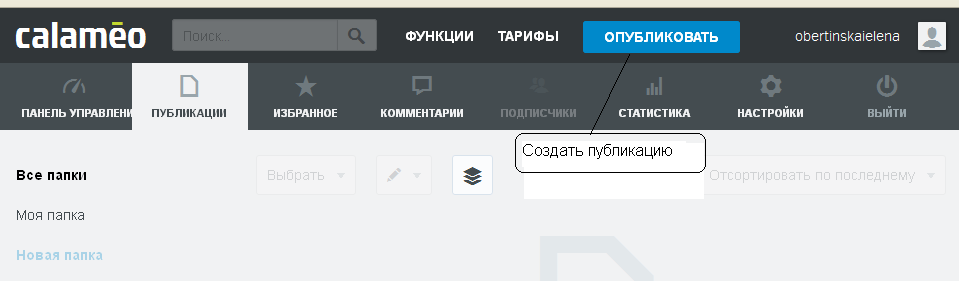 calamēo
Поиск...
ФУНКЦИИ
ТАРИФЫ
ОПУБЛИКОВАТЬ
obertinskaielena
ПАНЕЛЬ УПРАВЛЕНИ
ПУБЛИКАЦИИ
ИЗБРАННОЕ
КОММЕНТАРИИ
ПОДПИСЧИКИ
СТАТИСТИКА
НАСТРОЙКИ
ВЫЙТИ
Создать публикацию
Все папки
Выбрать
Отсортировать по последнему
Моя папка
Новая папка